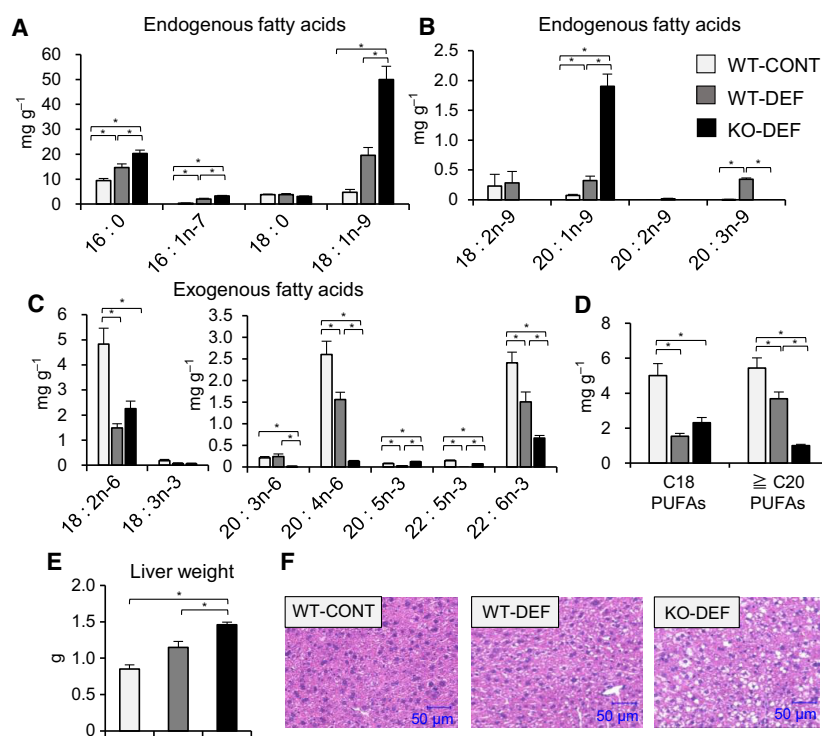 A
Endogenous fatty acids
mg g⁻¹
60
50
40
30
20
10
0
* * *
* * *
* *
16 : 0
16 : 1n-7
18 : 0
18 : 1n-9
B
Endogenous fatty acids
mg g⁻¹
2.5
2.0
1.5
1.0
0.5
0.0
* * *
* *
18 : 2n-9
20 : 1n-9
20 : 2n-9
20 : 3n-9
WT-CONT
WT-DEF
KO-DEF
C
Exogenous fatty acids
mg g⁻¹
6
5
4
3
2
1
0
* *
18 : 2n-6
18 : 3n-3
mg g⁻¹
3.5
3.0
2.5
2.0
1.5
1.0
0.5
0
* *
* * *
* * *
* * *
* * *
20 : 3n-6
20 : 4n-6
20 : 5n-3
22 : 5n-3
22 : 6n-3
D
mg g⁻¹
8
6
4
2
0
* *
* * *
C18
PUFAs
≧ C20
PUFAs
E
Liver weight
g
2.0
1.5
1.0
0
* *
F
WT-CONT
50 µm
WT-DEF
50 µm
KO-DEF
50 µm